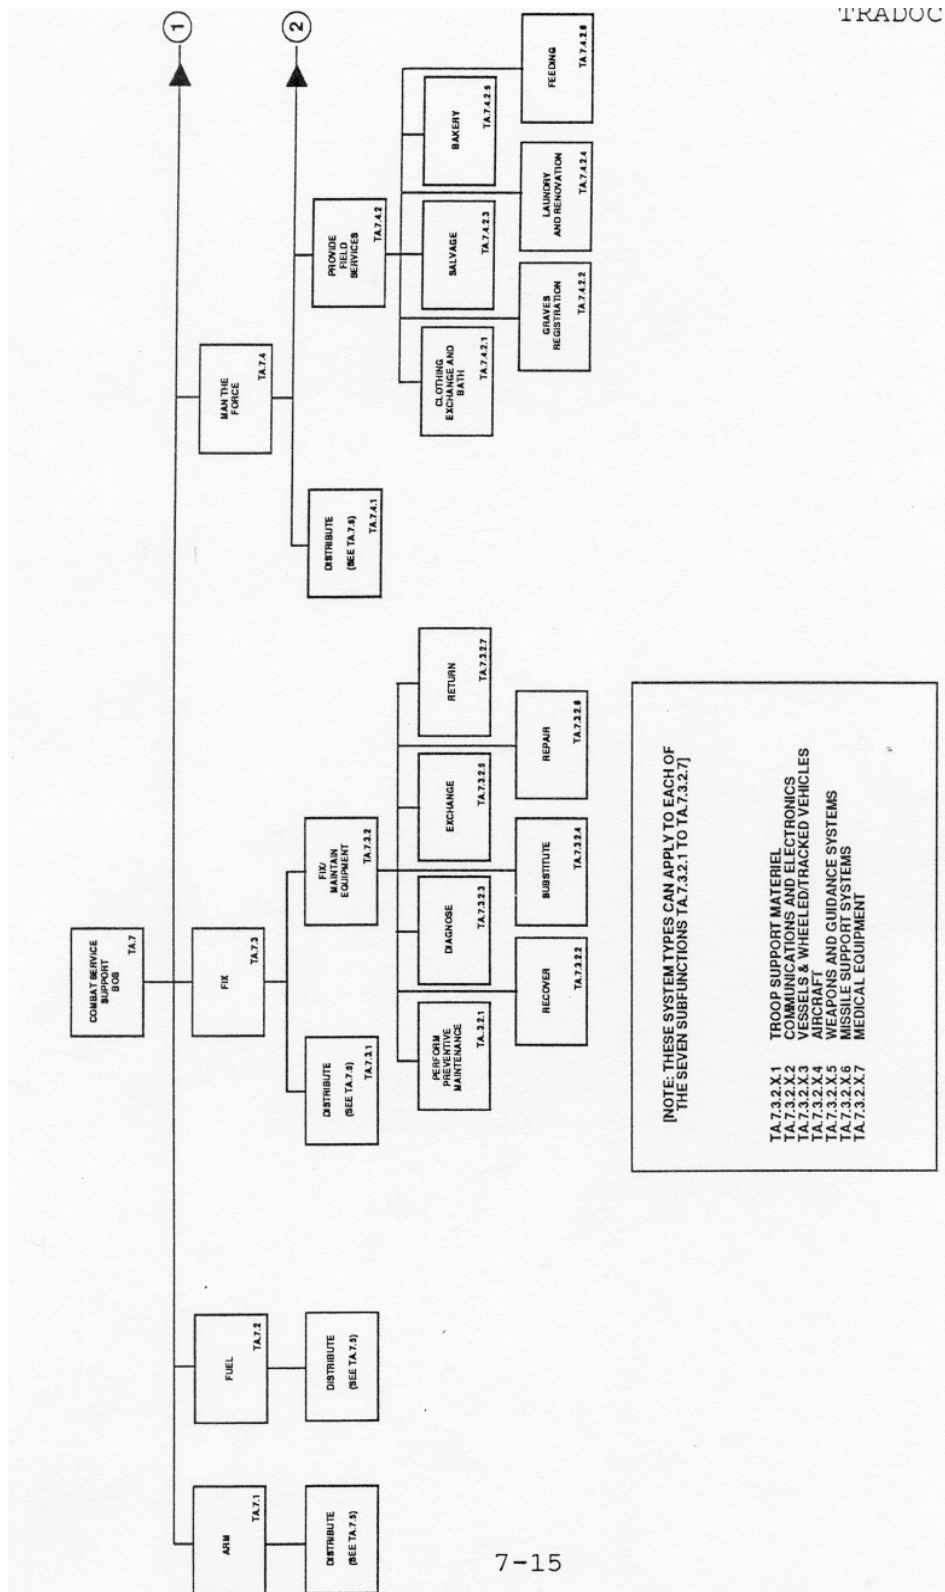 TRADOC
COMBAT SERVICE
SUPPORT
BOS
TA.7
1
ARM
TA.7.1
DISTRIBUTE
(SEE TA.7.5)
FUEL
TA.7.2
DISTRIBUTE
(SEE TA.7.5)
FIX
TA.7.3
DISTRIBUTE
(SEE TA.7.5)
TA.7.3.1
FIX/
MAINTAIN
EQUIPMENT
TA.7.3.2
PERFORM
PREVENTIVE
MAINTENANCE
TA..3.2.1
RECOVER
TA.7.3.2.2
DIAGNOSE
TA.7.3.2.3
SUBSTITUTE
TA.7.3.2.4
EXCHANGE
TA.7.3.2.5
REPAIR
TA.7.3.2.6
RETURN
TA.7.3.2.7
MAN THE
FORCE
TA.7.4
2
DISTRIBUTE
(SEE TA.7.5)
TA.7.4.1
PROVIDE
FIELD
SERVICES
TA.7.4.2
CLOTHING
EXCHANGE AND
BATH
TA.7.4.2.1
GRAVES
REGISTRATION
TA.7.4.2.2
SALVAGE
TA.7.4.2.3
LAUNDRY
AND RENOVATION
TA.7.4.2.4
BAKERY
TA.7.4.2.5
FEEDING
TA.7.4.2.6
[NOTE: THESE SYSTEM TYPES CAN APPLY TO EACH OF
THE SEVEN SUBFUNCTIONS TA.7.3.2.1 TO TA.7.3.2.7]
TA.7.3.2.X.1 TROOP SUPPORT MATERIEL
TA.7.3.2.X.2 COMMUNICATIONS AND ELECTRONICS
TA.7.3.2.X.3 VESSELS & WHEELED/TRACKED VEHICLES
TA.7.3.2.X.4 AIRCRAFT
TA.7.3.2.X.5 WEAPONS AND GUIDANCE SYSTEMS
TA.7.3.2.X.6 MISSILE SUPPORT SYSTEMS
TA.7.3.2.X.7 MEDICAL EQUIPMENT
7-15